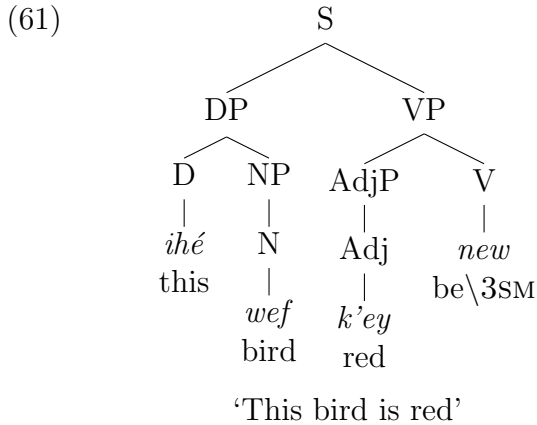 (61) S
DP VP
D NP AdjP V
ihé N Adj new
this be\3SM
wef k'ey
bird red
‘This bird is red’